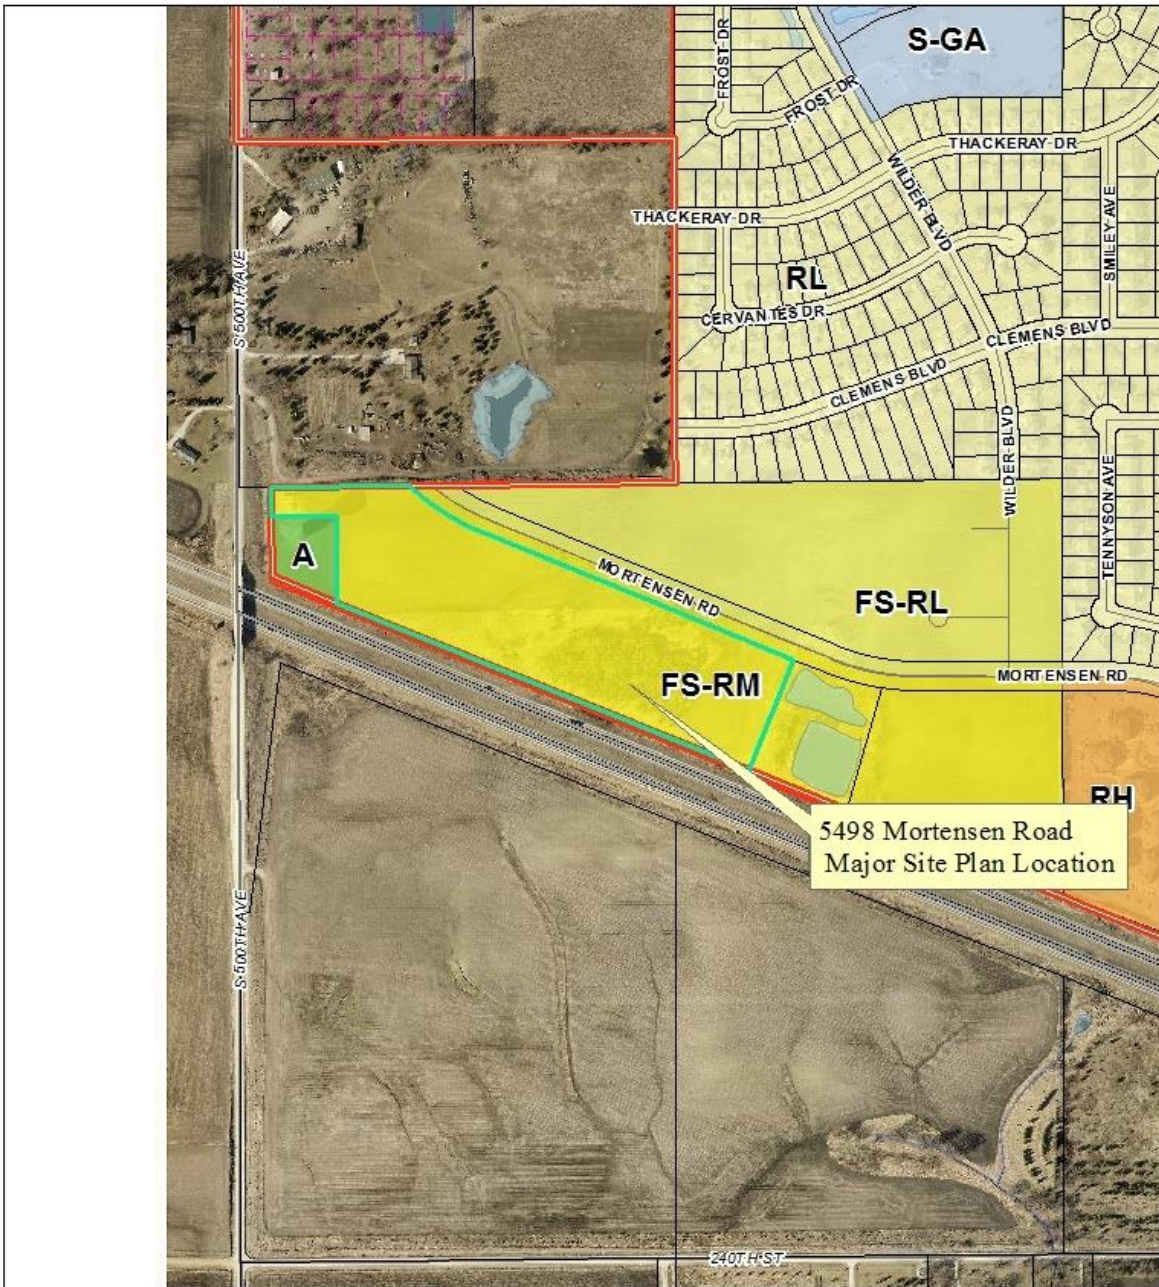 S-GA
FROST DR
FROST DR
THACKERAY DR
WILDER BLVD
SMILEY AVE
THACKERAY DR
S 500TH AVE
RL
CERVANTES DR
CLEMENS BLVD
CLEMENS BLVD
WILDER BLVD
TENNYSON AVE
A
MORTENSEN RD
FS-RL
FS-RM
MORTENSEN RD
RH
5498 Mortensen Road
Major Site Plan Location
S 500TH AVE
240TH ST